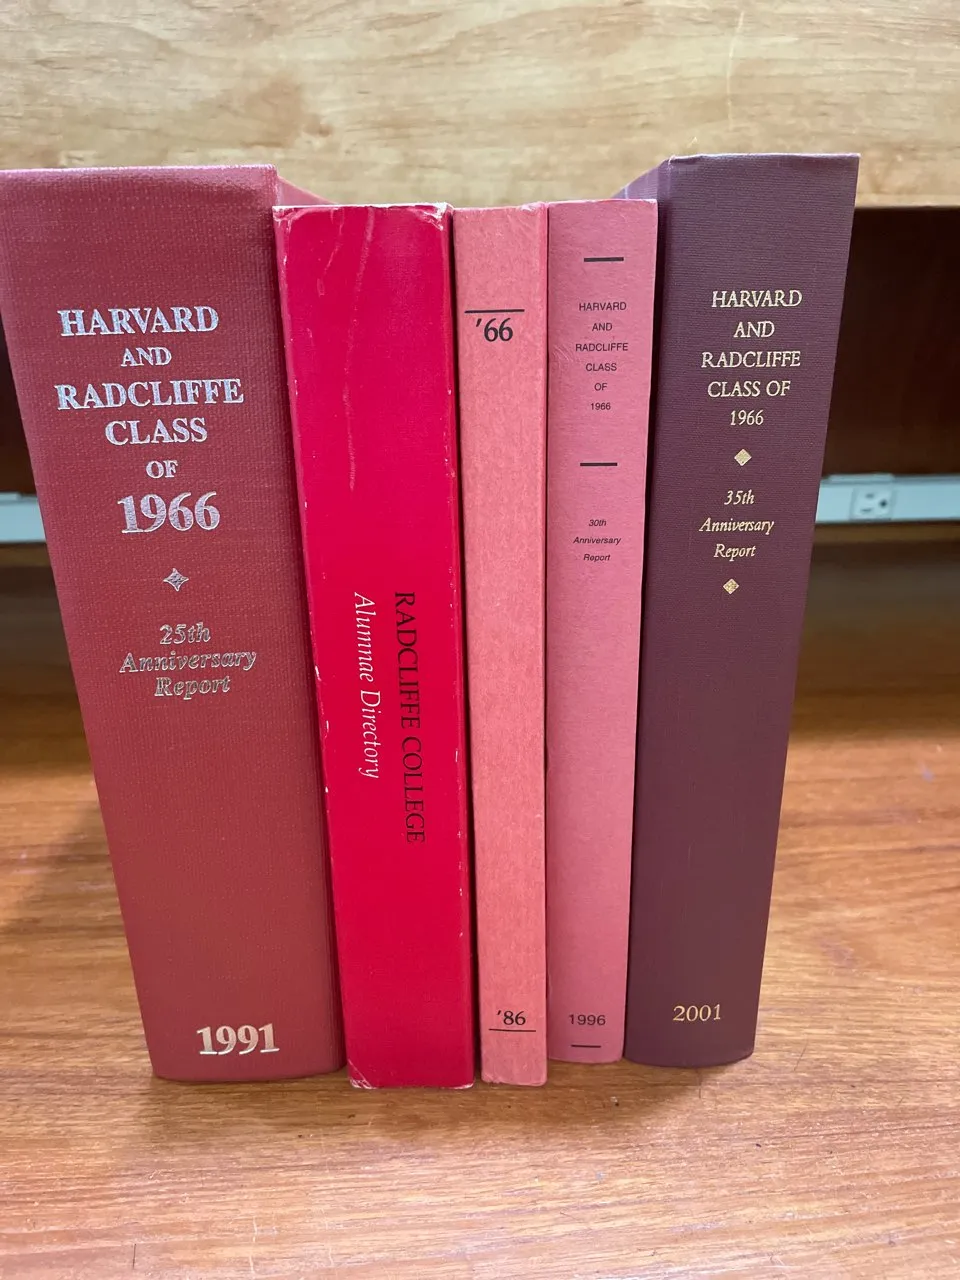 HARVARD
AND
RADCLIFFE
CLASS
OF
1966
25th
Anniversary
Report
1991
RADCLIFFE COLLEGE
Alumnae Directory
'66
'86
HARVARD
AND
RADCLIFFE
CLASS
OF
1966
30th
Anniversary
Report
1996
HARVARD
AND
RADCLIFFE
CLASS OF
1966
35th
Anniversary
Report
2001